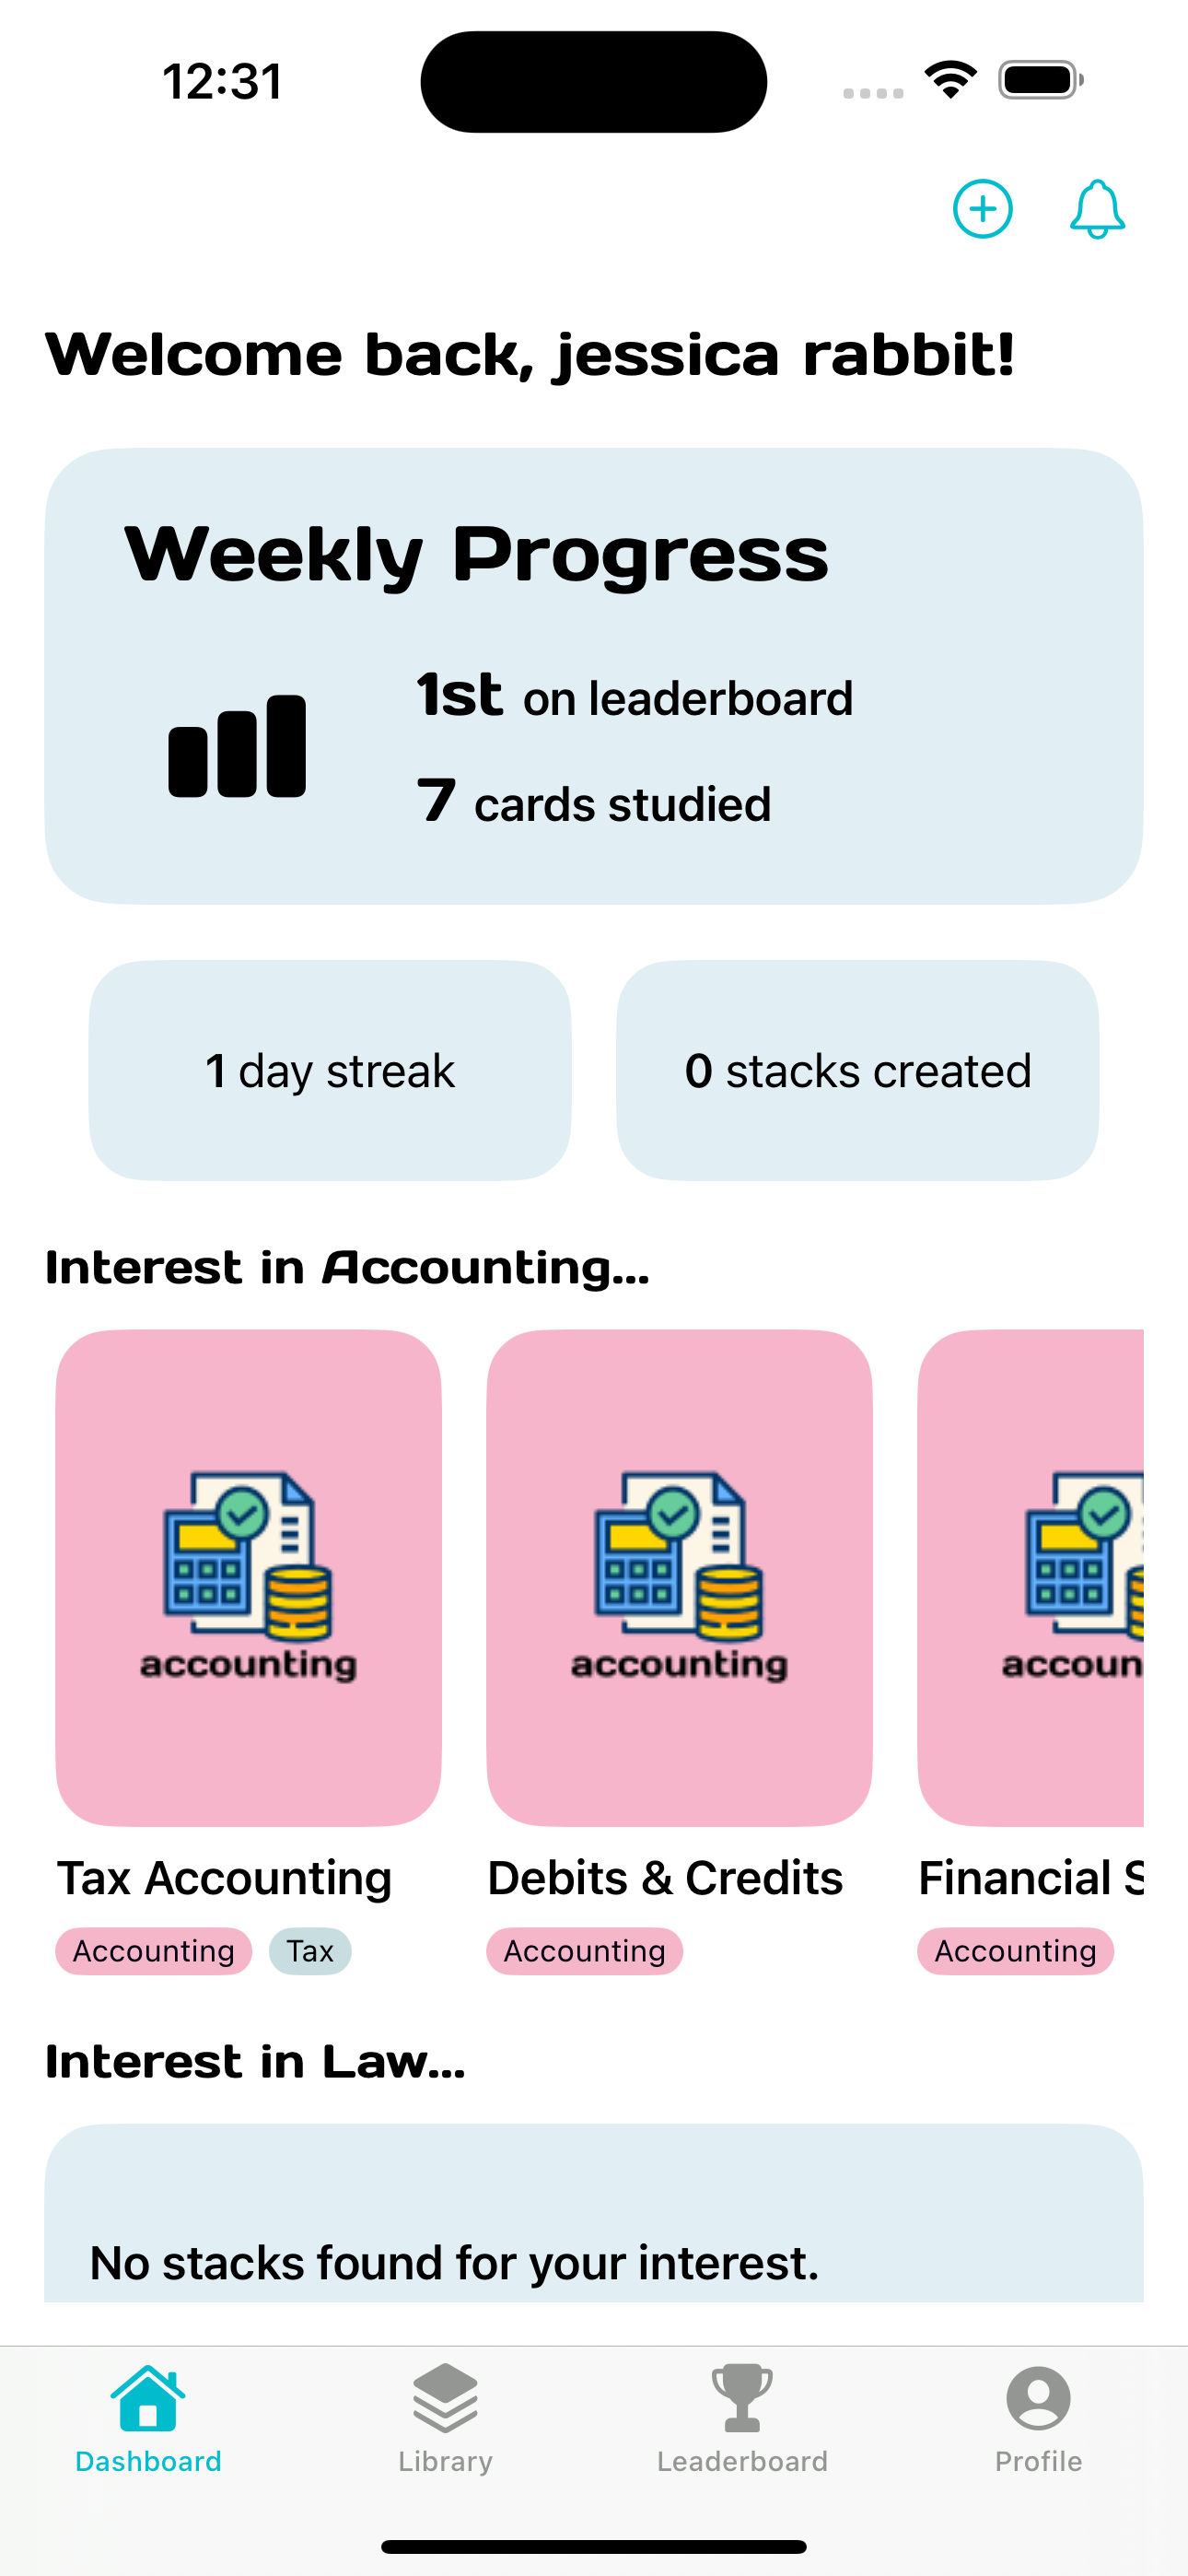 12:31
Welcome back, jessica rabbit!
Weekly Progress
1st on leaderboard
7 cards studied
1 day streak
0 stacks created
Interest in Accounting...
accounting
accounting
accoun
Tax Accounting
Debits & Credits
Financial S
Accounting
Tax
Accounting
Accounting
Interest in Law...
No stacks found for your interest.
Dashboard
Library
Leaderboard
Profile